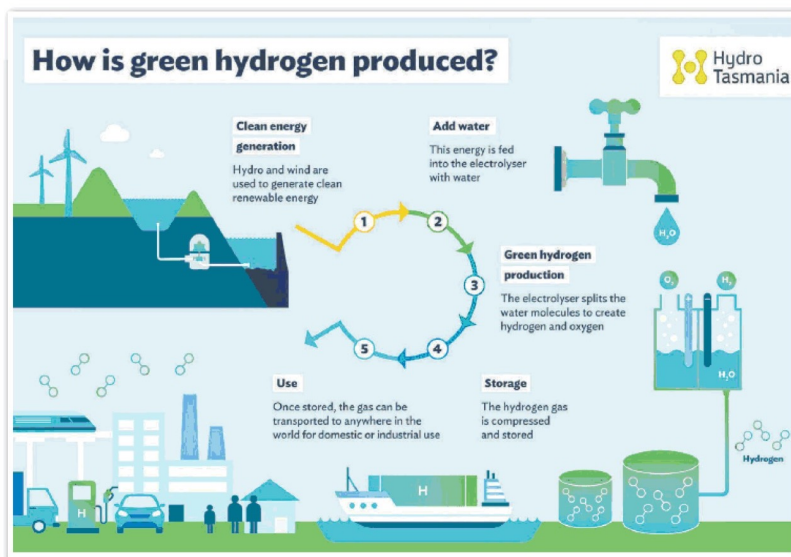 How is green hydrogen produced?
Hydro
Tasmania
Clean energy
generation
Hydro and wind are
used to generate clean
renewable energy
Add water
This energy is fed
into the electrolyser
with water
H₂O
1
2
3
4
5
Green hydrogen
production
The electrolyser splits the
water molecules to create
hydrogen and oxygen
O₂
H₂
H₂O
Use
Once stored, the gas can be
transported to anywhere in the
world for domestic or industrial use
Storage
The hydrogen gas
is compressed
and stored
Hydrogen
H
H